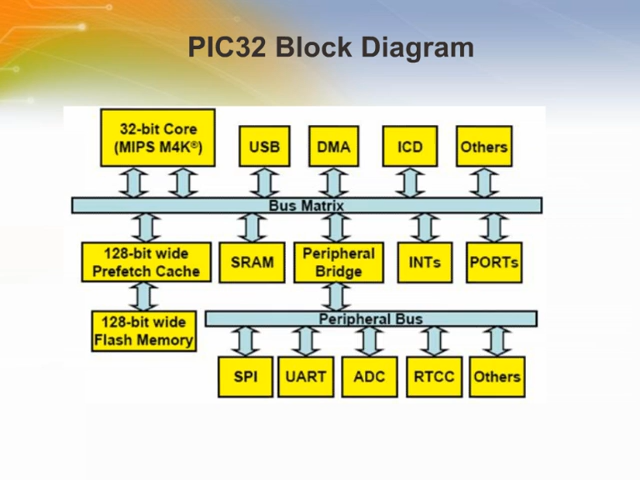 PIC32 Block Diagram
32-bit Core
(MIPS M4K®)
USB
DMA
ICD
Others
Bus Matrix
128-bit wide
Prefetch Cache
SRAM
Peripheral
Bridge
INTs
PORTs
128-bit wide
Flash Memory
Peripheral Bus
SPI
UART
ADC
RTCC
Others